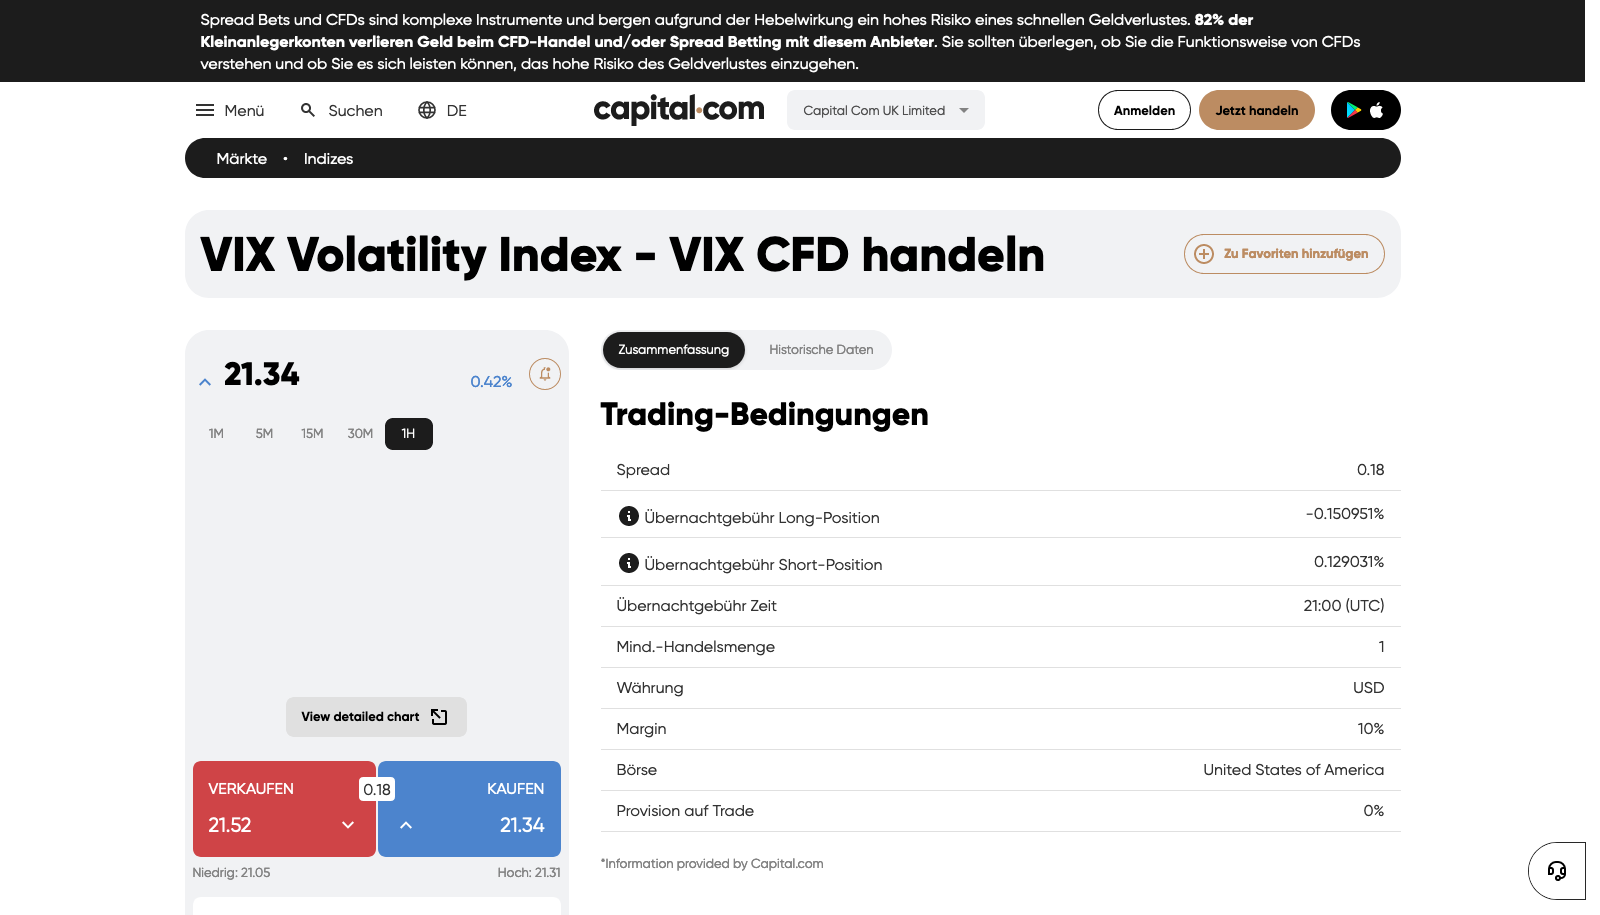 Spread Bets und CFDs sind komplexe Instrumente und bergen aufgrund der Hebelwirkung ein hohes Risiko eines schnellen Geldverlustes. 82% der
Kleinanlegerkonten verlieren Geld beim CFD-Handel und/oder Spread Betting mit diesem Anbieter. Sie sollten überlegen, ob Sie die Funktionsweise von CFDs
verstehen und ob Sie es sich leisten können, das hohe Risiko des Geldverlustes einzugehen.
Menü Suchen DE capital.com Capital Com UK Limited Anmelden Jetzt handeln
Märkte • Indizes
VIX Volatility Index - VIX CFD handeln Zu Favoriten hinzufügen
21.34 0.42%
1M 5M 15M 30M 1H
View detailed chart
VERKAUFEN 0.18 KAUFEN
21.52 21.34
Niedrig: 21.05 Hoch: 21.31
Zusammenfassung Historische Daten
Trading-Bedingungen
Spread 0.18
Übernachtgebühr Long-Position -0.150951%
Übernachtgebühr Short-Position 0.129031%
Übernachtgebühr Zeit 21:00 (UTC)
Mind.-Handelsmenge 1
Währung USD
Margin 10%
Börse United States of America
Provision auf Trade 0%
*Information provided by Capital.com